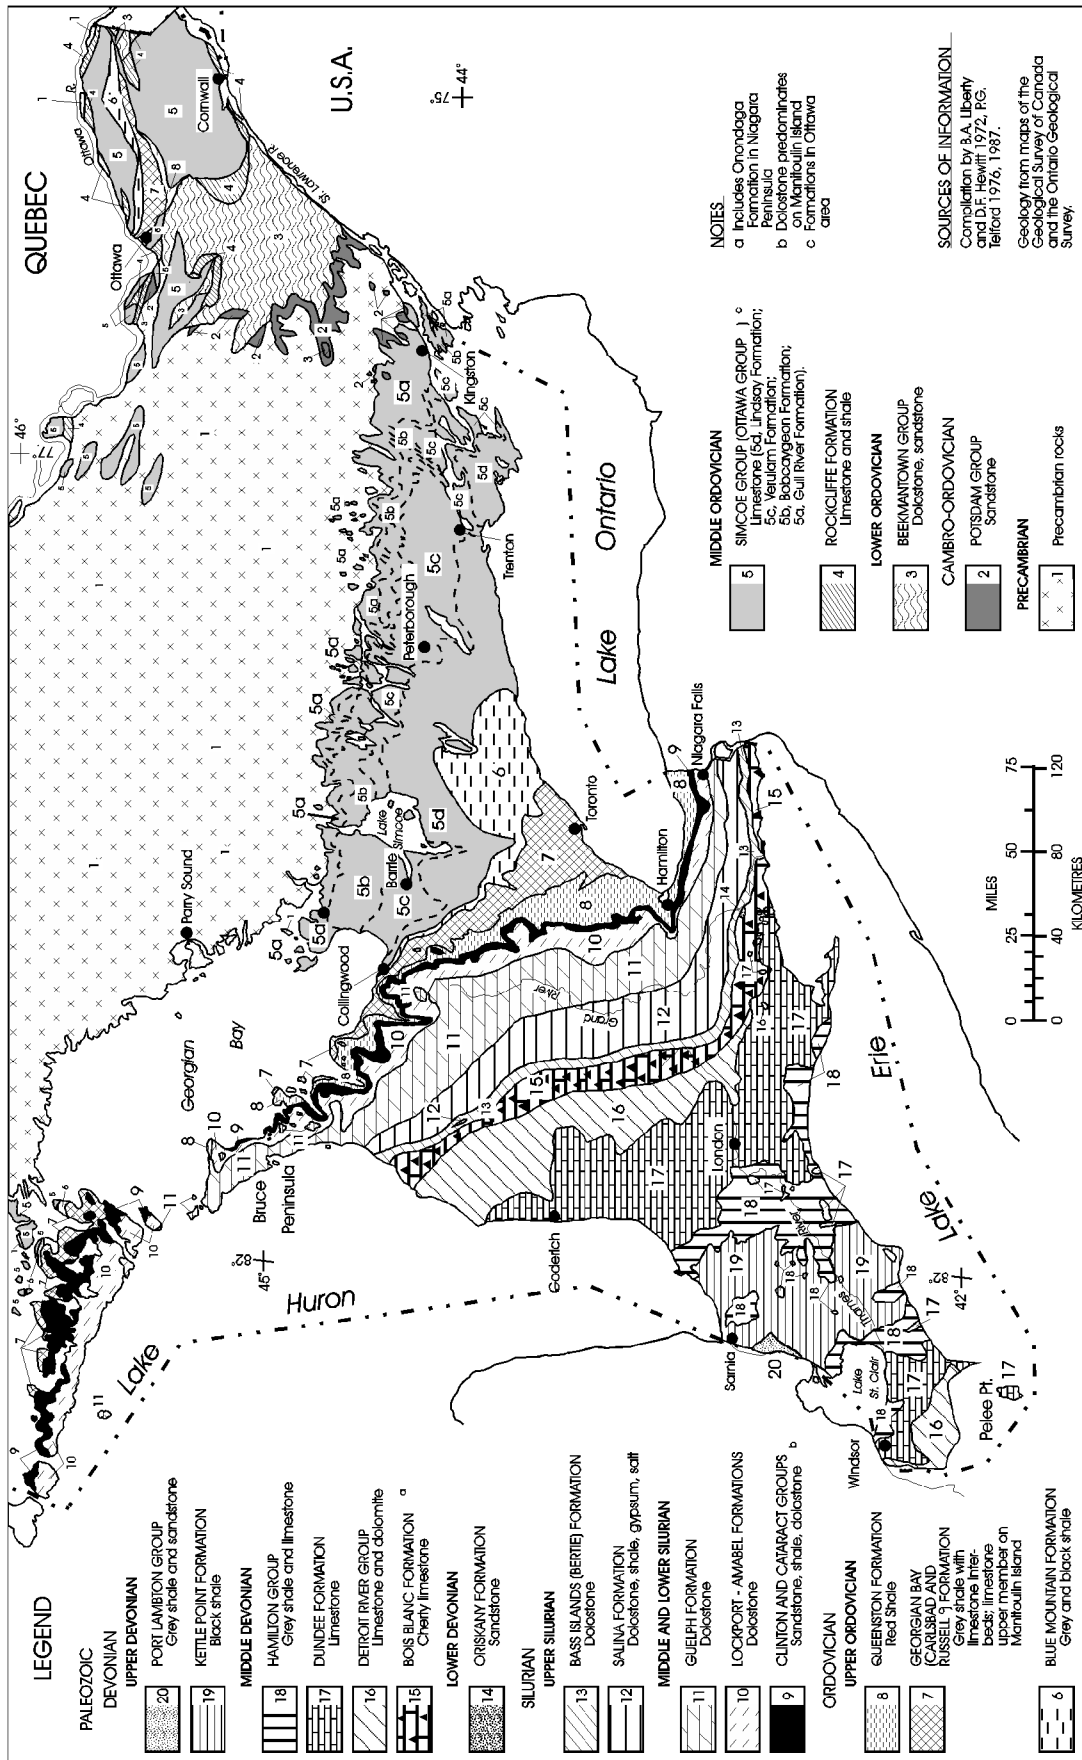 LEGEND
PALEOZOIC
DEVONIAN
UPPER DEVONIAN
20 PORT LAMBTON GROUP
Grey shale and sandstone
19 KETTLE POINT FORMATION
Black shale
MIDDLE DEVONIAN
18 HAMILTON GROUP
Grey shale and limestone
17 DUNDEE FORMATION
Limestone
16 DETROIT RIVER GROUP
Limestone and dolomite
15 BOIS BLANC FORMATION a
Cherty limestone
LOWER DEVONIAN
14 ORISKANY FORMATION
Sandstone
SILURIAN
UPPER SILURIAN
13 BASS ISLANDS (BERTIE) FORMATION
Dolostone
12 SALINA FORMATION
Dolostone, shale, gypsum, salt
MIDDLE AND LOWER SILURIAN
11 GUELPH FORMATION
Dolostone
10 LOCKPORT - AMABEL FORMATIONS
Dolostone
9 CLINTON AND CATARACT GROUPS
Sandstone, shale, dolostone b
ORDOVICIAN
UPPER ORDOVICIAN
8 QUEENSTON FORMATION
Red Shale
7 GEORGIAN BAY
(CARLSBAD AND
RUSSELL c) FORMATION
Grey shale with
limestone inter-
beds; limestone
upper member on
Manitoulin Island
6 BLUE MOUNTAIN FORMATION
Grey and black shale
MIDDLE ORDOVICIAN
5 SIMCOE GROUP (OTTAWA GROUP ) c
Limestone (5d, Lindsay Formation;
5c, Verulam Formation;
5b, Bobcaygeon Formation;
5a, Gull River Formation).
4 ROCKCLIFFE FORMATION
Limestone and shale
LOWER ORDOVICIAN
3 BEEKMANTOWN GROUP
Dolostone, sandstone
CAMBRO-ORDOVICIAN
2 POTSDAM GROUP
Sandstone
PRECAMBRIAN
1 Precambrian rocks
NOTES
a Includes Onondaga
Formation in Niagara
Peninsula
b Dolostone predominates
on Manitoulin Island
c Formations in Ottawa
area
SOURCES OF INFORMATION
Compilation by B.A. Liberty
and D.F. Hewitt 1972, P.G.
Telford 1976, 1987.
Geology from maps of the
Geological Survey of Canada
and the Ontario Geological
Survey.
QUEBEC
U.S.A.
Ottawa R.
Ottawa
Cornwall
St. Lawrence R.
Kingston
Trenton
Peterborough
Lake Ontario
Lake Simcoe
Barrie
Toronto
Hamilton
Niagara Falls
Parry Sound
Collingwood
Georgian Bay
Bruce Peninsula
Lake Huron
Goderich
London
Grand River
Thames River
Sarnia
Lake St. Clair
Windsor
Pelee Pt.
Lake Erie
46°
77°
75°
44°
45°
82°
42°
82°
MILES
0 25 50 75
0 40 80 120
KILOMETRES